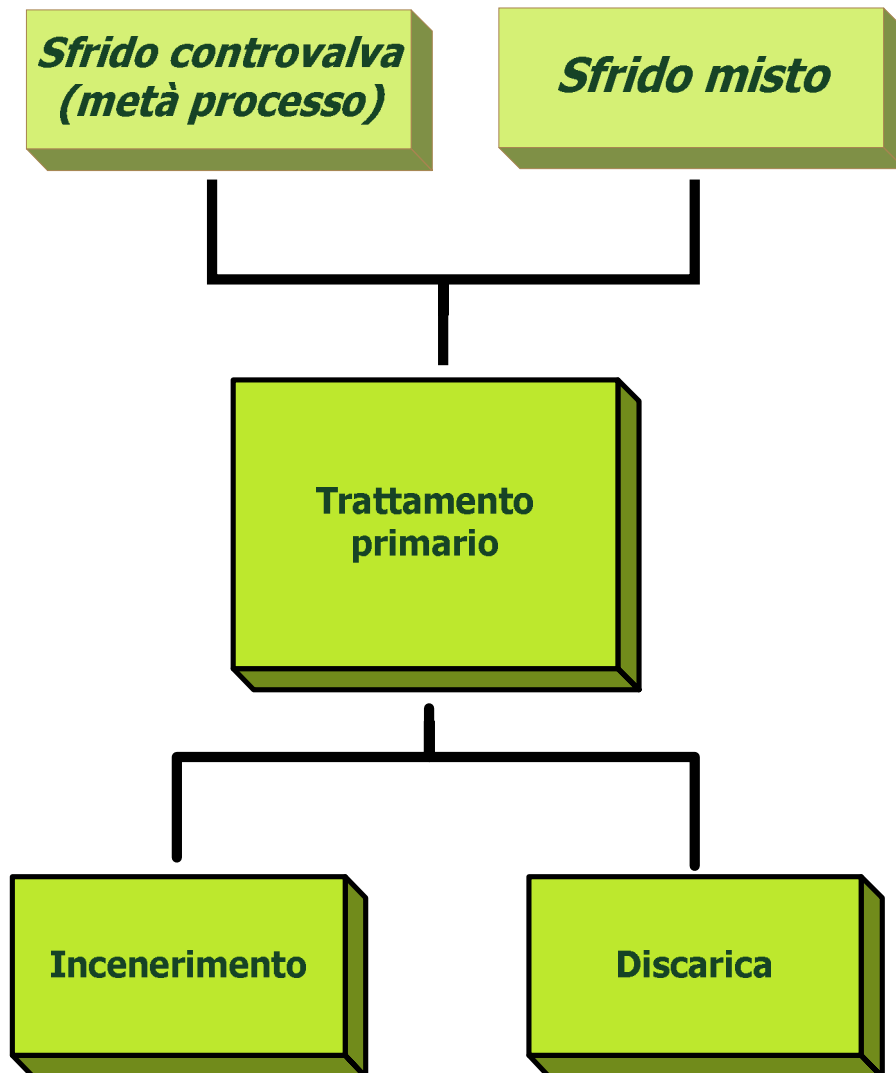 Sfrido controvalva
(metà processo)
Sfrido misto
Trattamento
primario
Incenerimento
Discarica